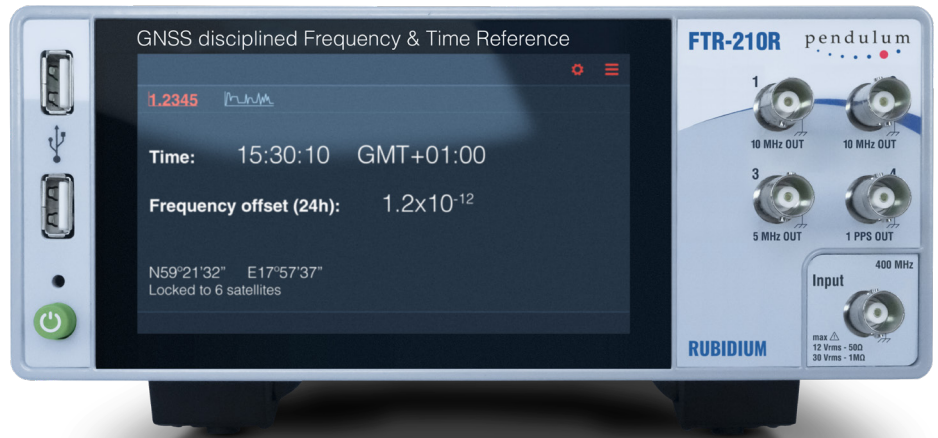 GNSS disciplined Frequency & Time Reference
1.2345
Time: 15:30:10 GMT+01:00
Frequency offset (24h): 1.2x10⁻¹²
N59°21'32" E17°57'37"
Locked to 6 satellites
FTR-210R
pendulum
1
10 MHz OUT
10 MHz OUT
3
5 MHz OUT
1 PPS OUT
400 MHz
Input
max ⚠
12 Vrms - 50Ω
30 Vrms - 1MΩ
RUBIDIUM